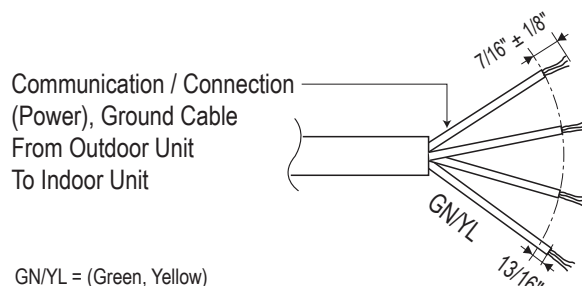 7/16" ± 1/8"
Communication / Connection
(Power), Ground Cable
From Outdoor Unit
To Indoor Unit
GN/YL
13/16"
GN/YL = (Green, Yellow)